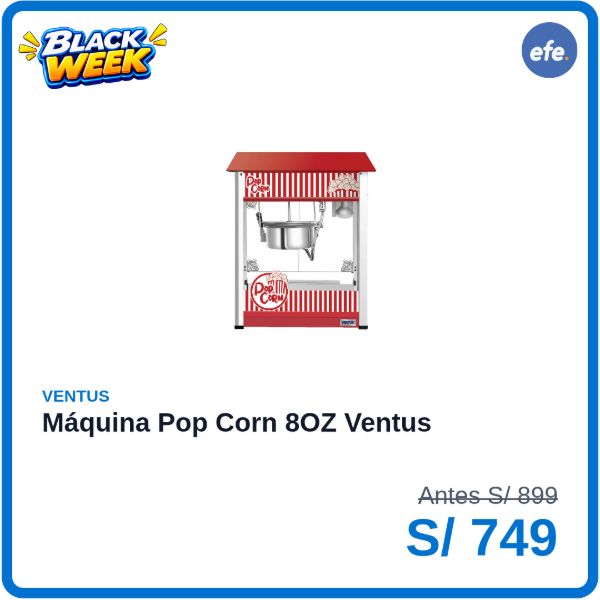 BLACK
WEEK
efe.
Pop
Corn
Pop
Corn
VENTUS
Máquina Pop Corn 8OZ Ventus
Antes S/ 899
S/ 749